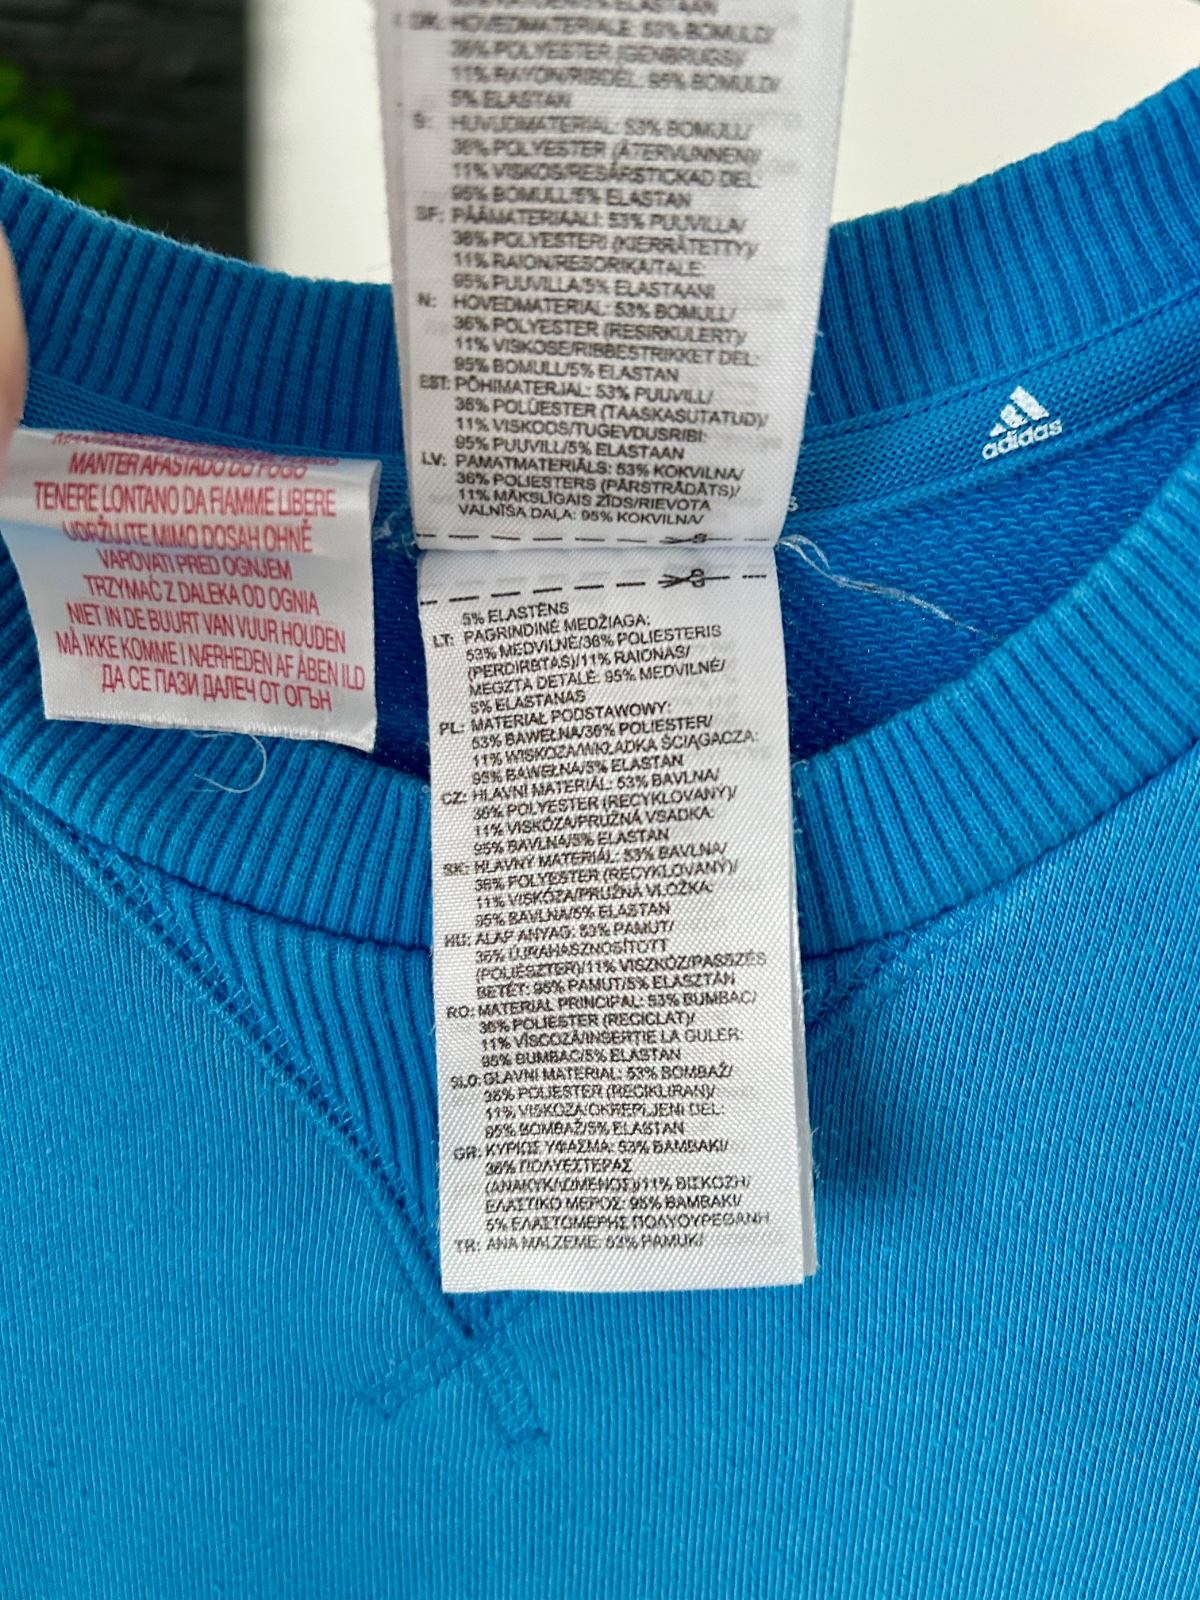 DK: HOVEDMATERIALE: 53% BOMULD/
36% POLYESTER (GENBRUGS)/
11% RAYON/RIBDEL: 95% BOMULD/
5% ELASTAN
S: HUVUDMATERIAL: 53% BOMULL/
36% POLYESTER (ÅTERVUNNEN)/
11% VISKOS/RESÅRSTICKAD DEL:
95% BOMULL/5% ELASTAN
SF: PÄÄMATERIAALI: 53% PUUVILLA/
36% POLYESTERI (KIERRÄTETTY)/
11% RAION/RESORIKAITALE:
95% PUUVILLA/5% ELASTAANI
N: HOVEDMATERIAL: 53% BOMULL/
36% POLYESTER (RESIRKULERT)/
11% VISKOSE/RIBBESTRIKKET DEL:
95% BOMULL/5% ELASTAN
EST: PÕHIMATERJAL: 53% PUUVILL/
36% POLÜESTER (TAASKASUTATUD)/
11% VISKOOS/TUGEVDUSRIBI:
95% PUUVILL/5% ELASTAAN
LV: PAMATMATERIĀLS: 53% KOKVILNA/
36% POLIESTERS (PĀRSTRĀDĀTS)/
11% MĀKSLĪGAIS ZĪDS/RIEVOTA
VALNĪŠA DAĻA: 95% KOKVILNA/
adidas
MANTER AFASTADO DO FOGO
TENERE LONTANO DA FIAMME LIBERE
UDRŽUJTE MIMO DOSAH OHNĚ
VAROVATI PRED OGNJEM
TRZYMAĆ Z DALEKA OD OGNIA
NIET IN DE BUURT VAN VUUR HOUDEN
MÅ IKKE KOMME I NÆRHEDEN AF ÅBEN ILD
ДА СЕ ПАЗИ ДАЛЕЧ ОТ ОГЪН
5% ELASTĒNS
LT: PAGRINDINĖ MEDŽIAGA:
53% MEDVILNĖ/36% POLIESTERIS
(PERDIRBTAS)/11% RAIONAS/
MEGZTA DETALĖ: 95% MEDVILNĖ/
5% ELASTANAS
PL: MATERIAŁ PODSTAWOWY:
53% BAWEŁNA/36% POLIESTER/
11% WISKOZA/WKŁADKA ŚCIĄGACZA:
95% BAWEŁNA/5% ELASTAN
CZ: HLAVNÍ MATERIÁL: 53% BAVLNA/
36% POLYESTER (RECYKLOVANÝ)/
11% VISKÓZA/PRUŽNÁ VSADKA:
95% BAVLNA/5% ELASTAN
SK: HLAVNÝ MATERIÁL: 53% BAVLNA/
36% POLYESTER (RECYKLOVANÝ)/
11% VISKÓZA/PRUŽNÁ VLOŽKA:
95% BAVLNA/5% ELASTAN
HU: ALAP ANYAG: 53% PAMUT/
36% ÚJRAHASZNOSÍTOTT
(POLIÉSZTER)/11% VISZKÓZ/PASSZÉS
BETÉT: 95% PAMUT/5% ELASZTÁN
RO: MATERIAL PRINCIPAL: 53% BUMBAC/
36% POLIESTER (RECICLAT)/
11% VÎSCOZĂ/INSERŢIE LA GULER:
95% BUMBAC/5% ELASTAN
SLO: GLAVNI MATERIAL: 53% BOMBAŽ/
36% POLIESTER (RECIKLIRAN)/
11% VISKOZA/OKREPLJENI DEL:
95% BOMBAŽ/5% ELASTAN
GR: ΚΥΡΙΩΣ ΥΦΑΣΜΑ: 53% ΒΑΜΒΑΚΙ/
36% ΠΟΛΥΕΣΤΕΡΑΣ
(ΑΝΑΚΥΚΛΩΜΕΝΟΣ)/11% ΒΙΣΚΟΖΗ/
ΕΛΑΣΤΙΚΟ ΜΕΡΟΣ: 95% ΒΑΜΒΑΚΙ/
5% ΕΛΑΣΤΟΜΕΡΗΣ ΠΟΛΥΟΥΡΕΘΑΝΗ
TR: ANA MALZEME: 53% PAMUK/